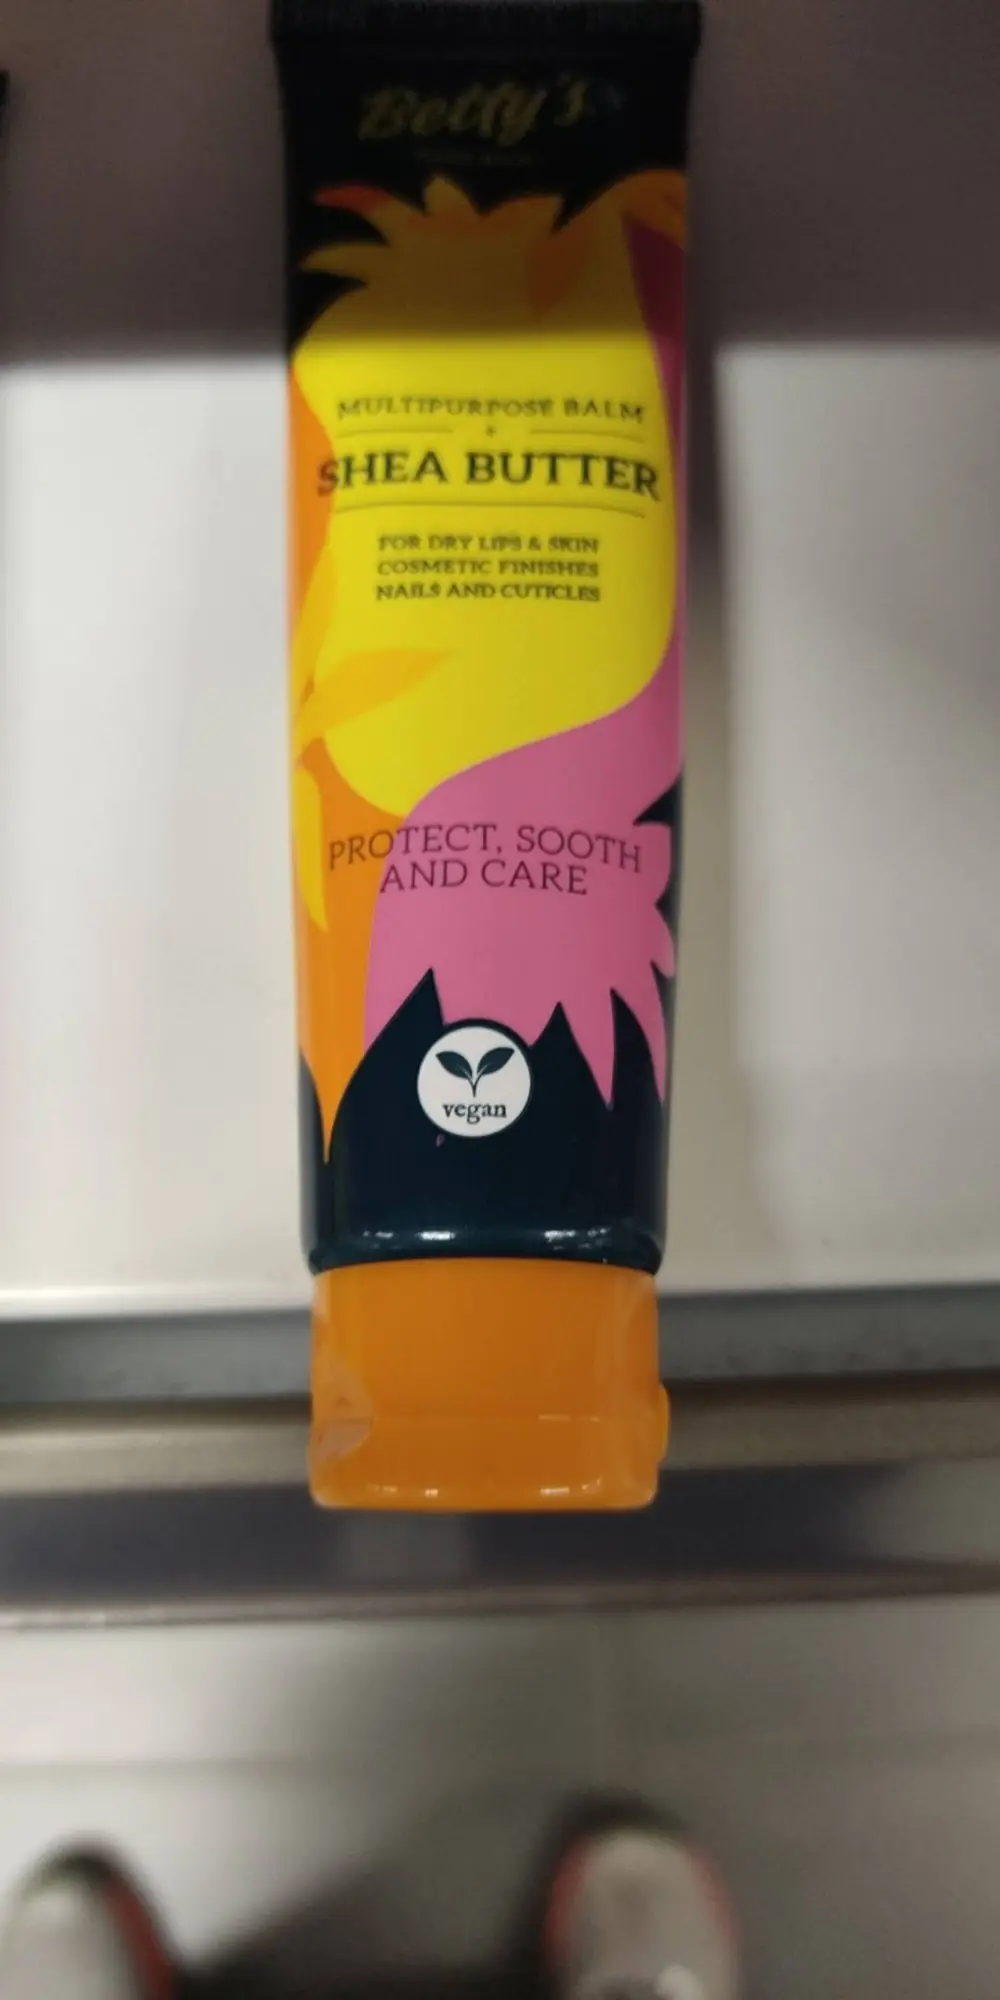 Betty's
MULTIPURPOSE BALM
+
SHEA BUTTER
FOR DRY LIPS & SKIN
COSMETIC FINISHES
NAILS AND CUTICLES
PROTECT, SOOTH
AND CARE
vegan